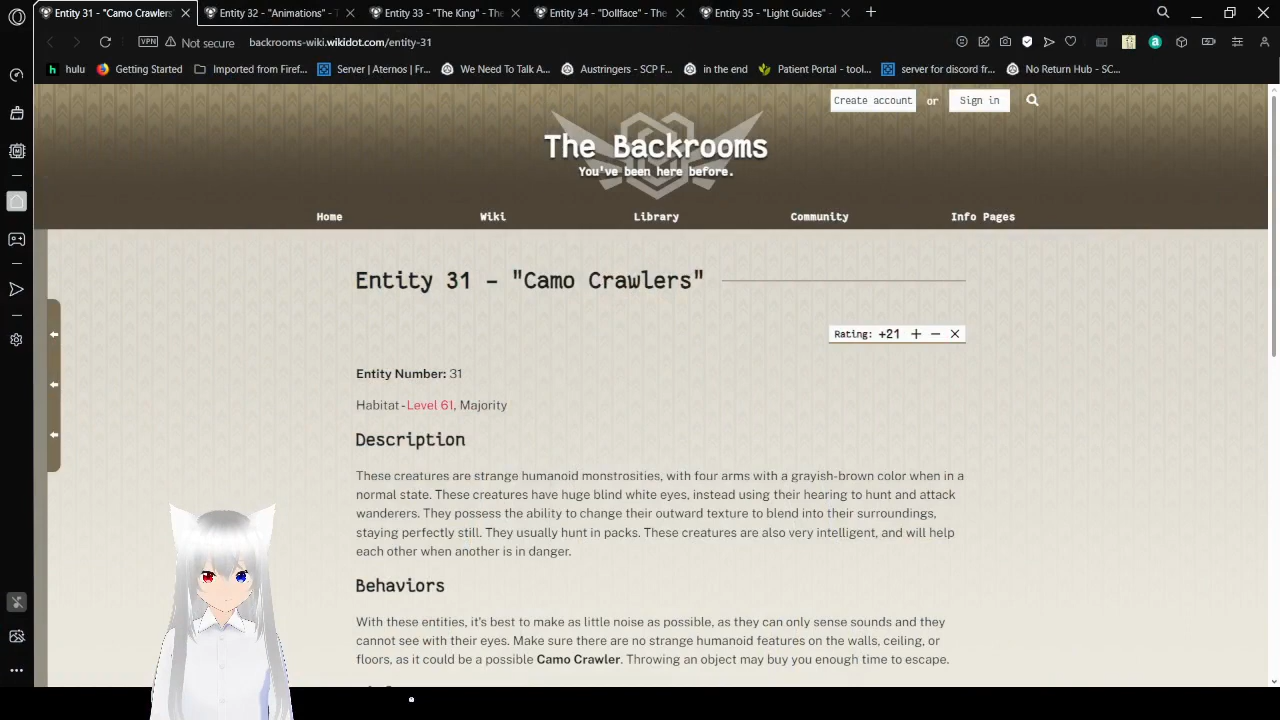 Entity 31 - "Camo Crawlers"
Entity 32 - "Animations" - T
Entity 33 - "The King" - The
Entity 34 - "Dollface" - The
Entity 35 - "Light Guides" -
VPN
Not secure
backrooms-wiki.wikidot.com/entity-31
hulu
Getting Started
Imported from Firef...
Server | Aternos | Fr...
We Need To Talk A...
Austringers - SCP F...
in the end
Patient Portal - tool...
server for discord fr...
No Return Hub - SC...
Create account or Sign in
The Backrooms
You've been here before.
Home Wiki Library Community Info Pages
Entity 31 - "Camo Crawlers"
Rating: +21 + − ×
Entity Number: 31
Habitat - Level 61, Majority
Description
These creatures are strange humanoid monstrosities, with four arms with a grayish-brown color when in a
normal state. These creatures have huge blind white eyes, instead using their hearing to hunt and attack
wanderers. They possess the ability to change their outward texture to blend into their surroundings,
staying perfectly still. They usually hunt in packs. These creatures are also very intelligent, and will help
each other when another is in danger.
Behaviors
With these entities, it's best to make as little noise as possible, as they can only sense sounds and they
cannot see with their eyes. Make sure there are no strange humanoid features on the walls, ceiling, or
floors, as it could be a possible Camo Crawler. Throwing an object may buy you enough time to escape.